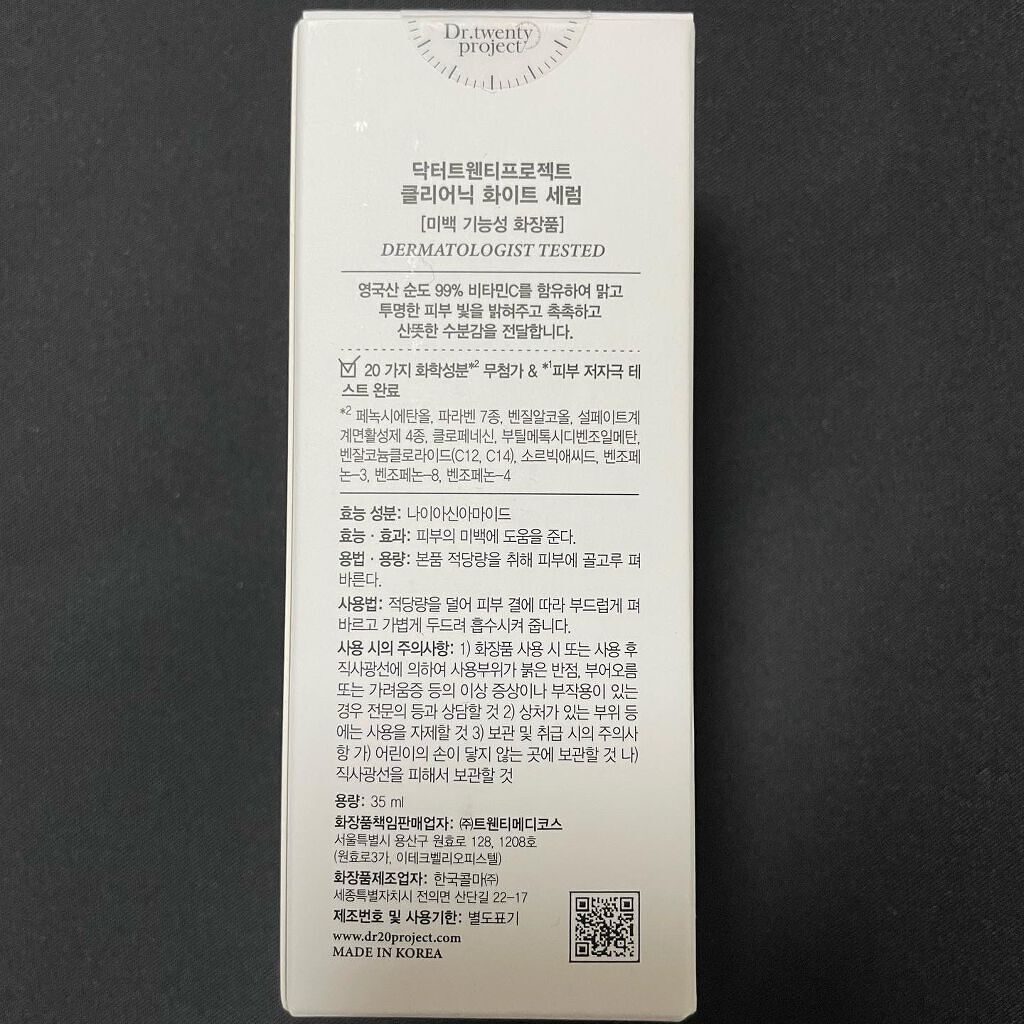 Dr.twenty
project
닥터트웬티프로젝트
클리어닉 화이트 세럼
[미백 기능성 화장품]
DERMATOLOGIST TESTED
영국산 순도 99% 비타민C를 함유하여 맑고
투명한 피부 빛을 밝혀주고 촉촉하고
산뜻한 수분감을 전달합니다.
20 가지 화학성분*2 무첨가 & *1피부 저자극 테
스트 완료
*2 페녹시에탄올, 파라벤 7종, 벤질알코올, 설페이트계
계면활성제 4종, 클로페네신, 부틸메톡시디벤조일메탄,
벤잘코늄클로라이드(C12, C14), 소르빅애씨드, 벤조페
논-3, 벤조페논-8, 벤조페논-4
효능 성분: 나이아신아마이드
효능·효과: 피부의 미백에 도움을 준다.
용법·용량: 본품 적당량을 취해 피부에 골고루 펴
바른다.
사용법: 적당량을 덜어 피부 결에 따라 부드럽게 펴
바르고 가볍게 두드려 흡수시켜 줍니다.
사용 시의 주의사항: 1) 화장품 사용 시 또는 사용 후
직사광선에 의하여 사용부위가 붉은 반점, 부어오름
또는 가려움증 등의 이상 증상이나 부작용이 있는
경우 전문의 등과 상담할 것 2) 상처가 있는 부위 등
에는 사용을 자제할 것 3) 보관 및 취급 시의 주의사
항 가) 어린이의 손이 닿지 않는 곳에 보관할 것 나)
직사광선을 피해서 보관할 것
용량: 35 ml
화장품책임판매업자: ㈜트웬티메디코스
서울특별시 용산구 원효로 128, 1208호
(원효로3가, 이테크벨리오피스텔)
화장품제조업자: 한국콜마㈜
세종특별자치시 전의면 산단길 22-17
제조번호 및 사용기한: 별도표기
www.dr20project.com
MADE IN KOREA